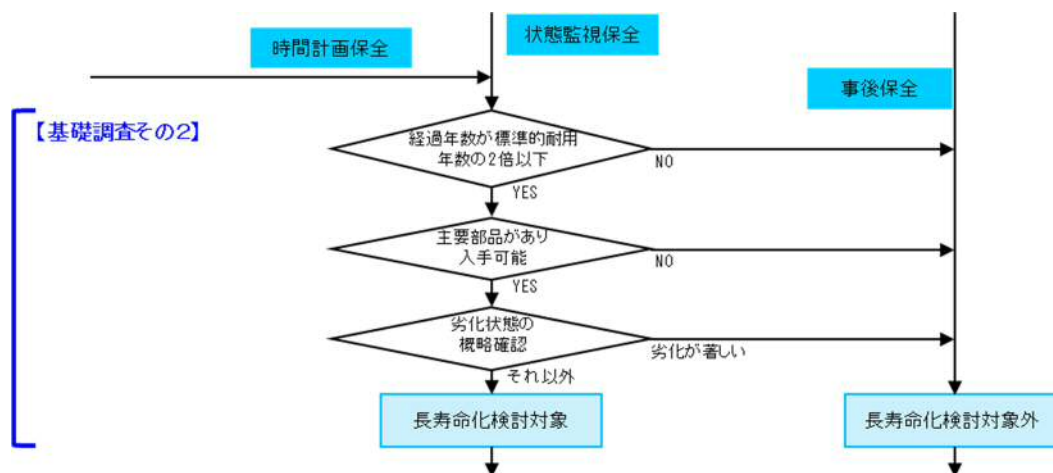 時間計画保全
状態監視保全
事後保全
【基礎調査その2】
経過年数が標準的耐用
年数の2倍以下
NO
YES
主要部品があり
入手可能
NO
YES
劣化状態の
概略確認
劣化が著しい
それ以外
長寿命化検討対象
長寿命化検討対象外